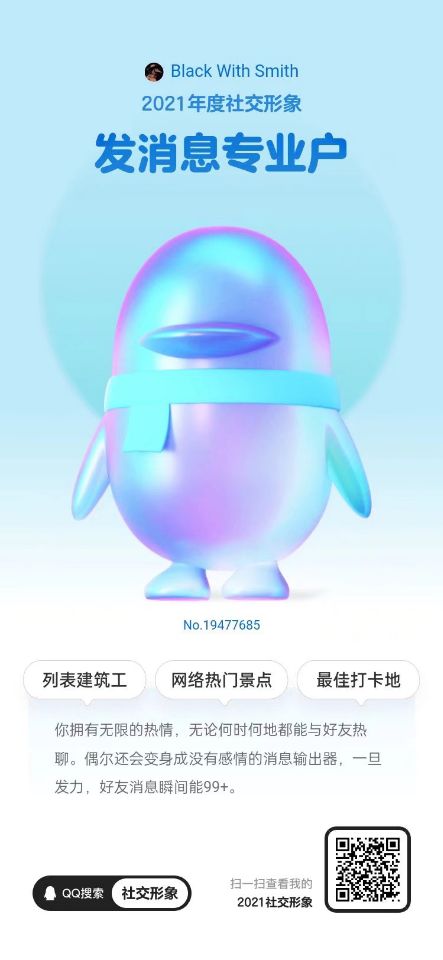 Black With Smith
2021年度社交形象
发消息专业户
No.19477685
列表建筑工
网络热门景点
最佳打卡地
你拥有无限的热情，无论何时何地都能与好友热
聊。偶尔还会变身成没有感情的消息输出器，一旦
发力，好友消息瞬间能99+。
QQ搜索 社交形象
扫一扫查看我的
2021社交形象